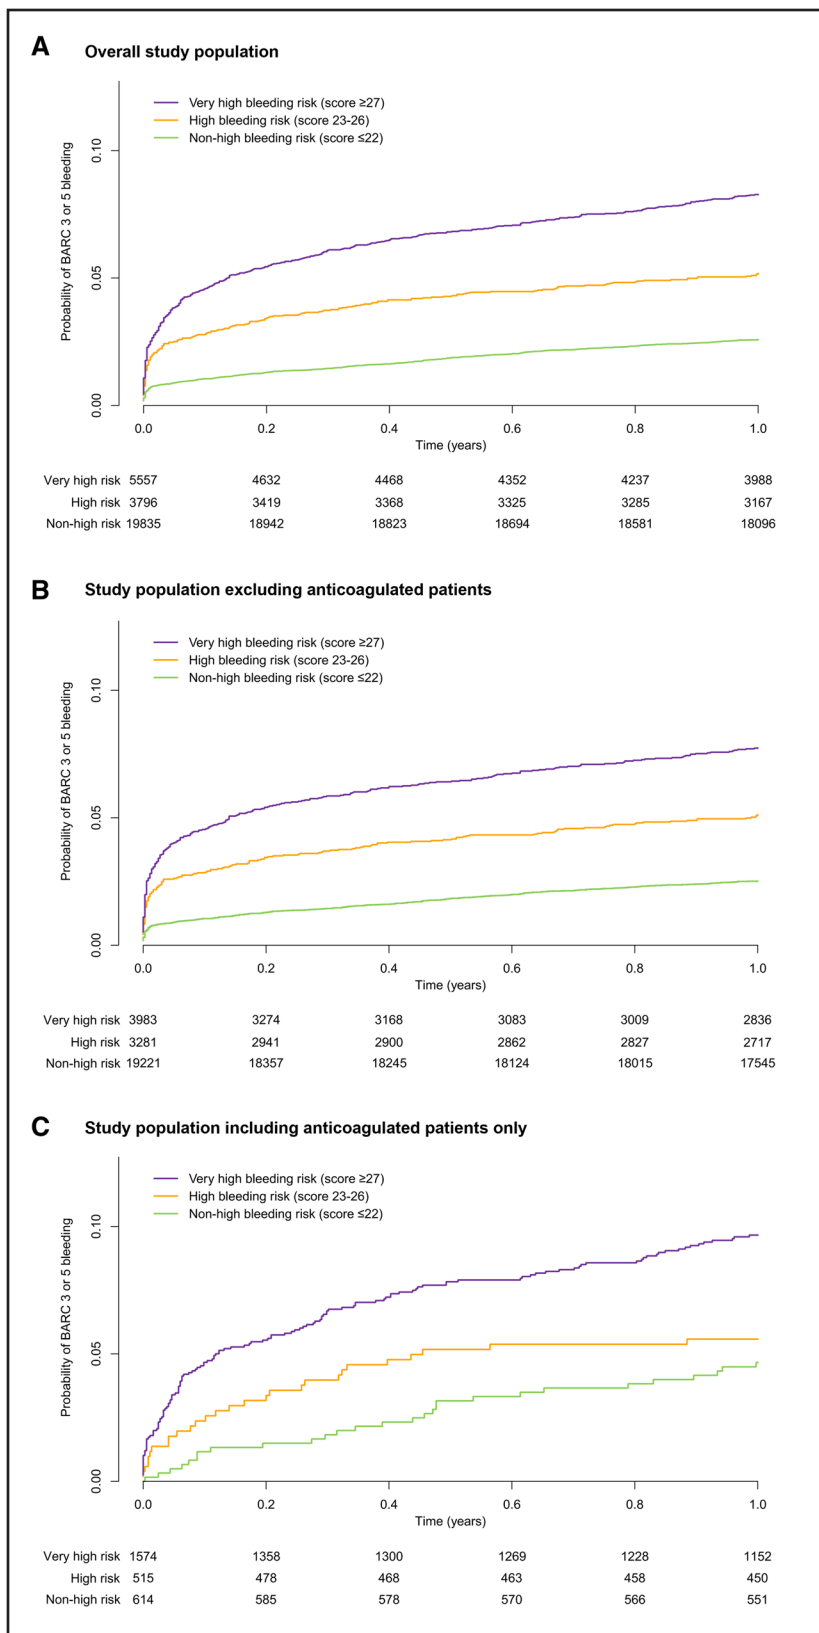 A Overall study population
Very high bleeding risk (score ≥27)
High bleeding risk (score 23-26)
Non-high bleeding risk (score ≤22)
Probability of BARC 3 or 5 bleeding
0.10
0.05
0.00
0.0 0.2 0.4 0.6 0.8 1.0
Time (years)
Very high risk 5557 4632 4468 4352 4237 3988
High risk 3796 3419 3368 3325 3285 3167
Non-high risk 19835 18942 18823 18694 18581 18096
B Study population excluding anticoagulated patients
Very high bleeding risk (score ≥27)
High bleeding risk (score 23-26)
Non-high bleeding risk (score ≤22)
Probability of BARC 3 or 5 bleeding
0.10
0.05
0.00
0.0 0.2 0.4 0.6 0.8 1.0
Time (years)
Very high risk 3983 3274 3168 3083 3009 2836
High risk 3281 2941 2900 2862 2827 2717
Non-high risk 19221 18357 18245 18124 18015 17545
C Study population including anticoagulated patients only
Very high bleeding risk (score ≥27)
High bleeding risk (score 23-26)
Non-high bleeding risk (score ≤22)
Probability of BARC 3 or 5 bleeding
0.10
0.05
0.00
0.0 0.2 0.4 0.6 0.8 1.0
Time (years)
Very high risk 1574 1358 1300 1269 1228 1152
High risk 515 478 468 463 458 450
Non-high risk 614 585 578 570 566 551